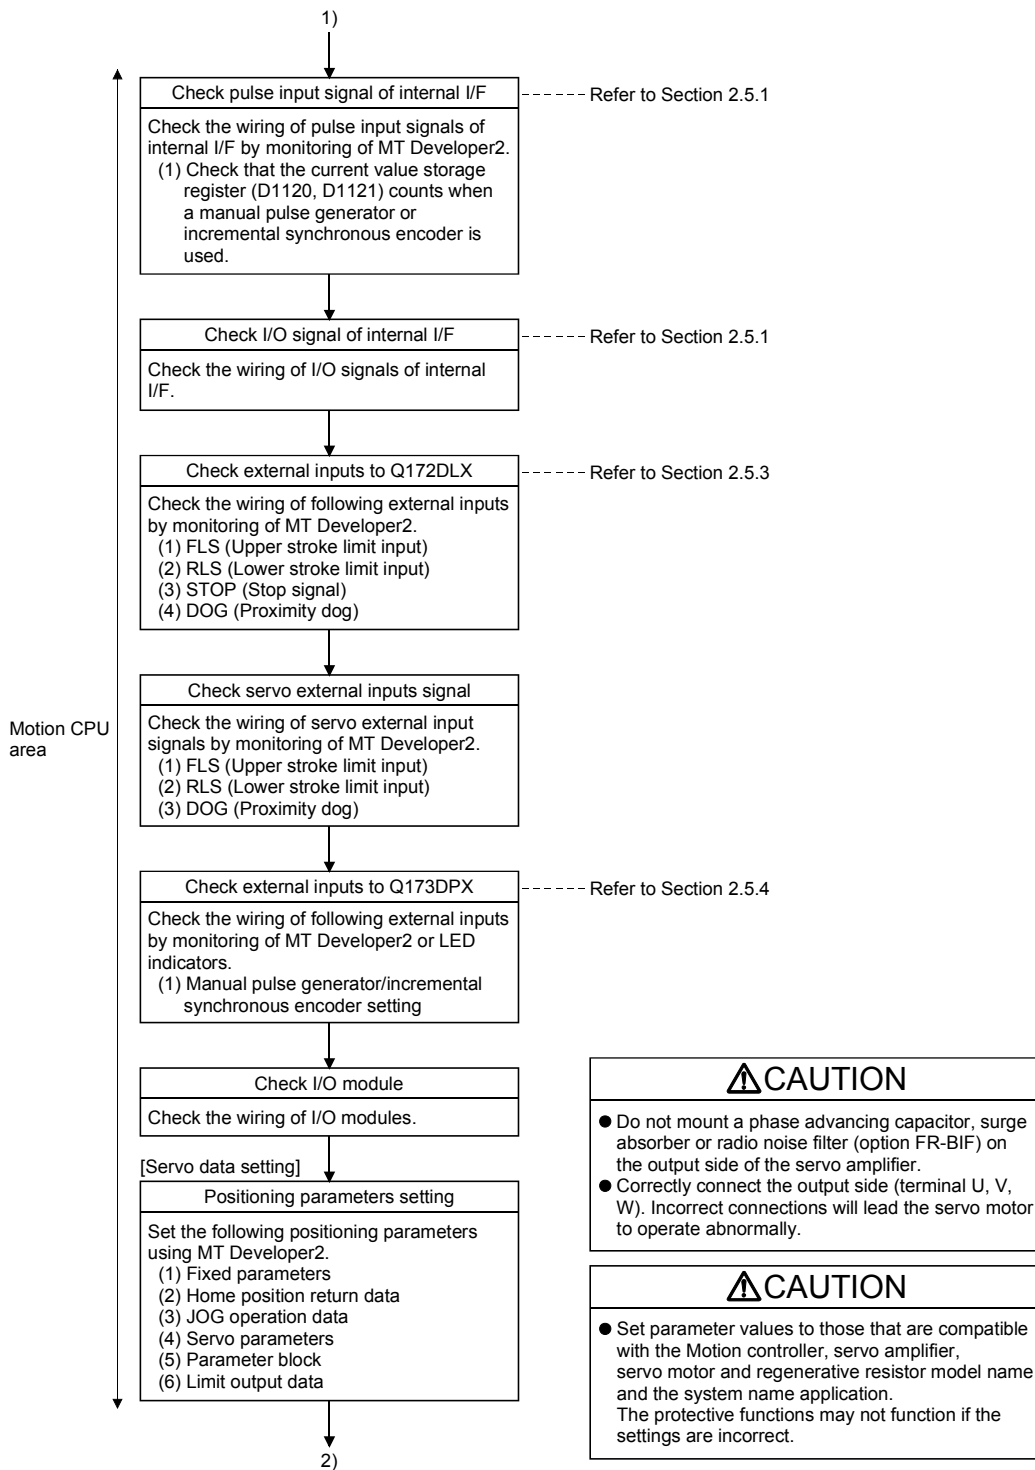 1)
Check pulse input signal of internal I/F
Refer to Section 2.5.1
Check the wiring of pulse input signals of
internal I/F by monitoring of MT Developer2.
(1) Check that the current value storage
register (D1120, D1121) counts when
a manual pulse generator or
incremental synchronous encoder is
used.
Check I/O signal of internal I/F
Refer to Section 2.5.1
Check the wiring of I/O signals of internal
I/F.
Check external inputs to Q172DLX
Refer to Section 2.5.3
Check the wiring of following external inputs
by monitoring of MT Developer2.
(1) FLS (Upper stroke limit input)
(2) RLS (Lower stroke limit input)
(3) STOP (Stop signal)
(4) DOG (Proximity dog)
Motion CPU
area
Check servo external inputs signal
Check the wiring of servo external input
signals by monitoring of MT Developer2.
(1) FLS (Upper stroke limit input)
(2) RLS (Lower stroke limit input)
(3) DOG (Proximity dog)
Check external inputs to Q173DPX
Refer to Section 2.5.4
Check the wiring of following external inputs
by monitoring of MT Developer2 or LED
indicators.
(1) Manual pulse generator/incremental
synchronous encoder setting
Check I/O module
Check the wiring of I/O modules.
[Servo data setting]
Positioning parameters setting
Set the following positioning parameters
using MT Developer2.
(1) Fixed parameters
(2) Home position return data
(3) JOG operation data
(4) Servo parameters
(5) Parameter block
(6) Limit output data
2)
CAUTION
● Do not mount a phase advancing capacitor, surge
absorber or radio noise filter (option FR-BIF) on
the output side of the servo amplifier.
● Correctly connect the output side (terminal U, V,
W). Incorrect connections will lead the servo motor
to operate abnormally.
CAUTION
● Set parameter values to those that are compatible
with the Motion controller, servo amplifier,
servo motor and regenerative resistor model name
and the system name application.
The protective functions may not function if the
settings are incorrect.